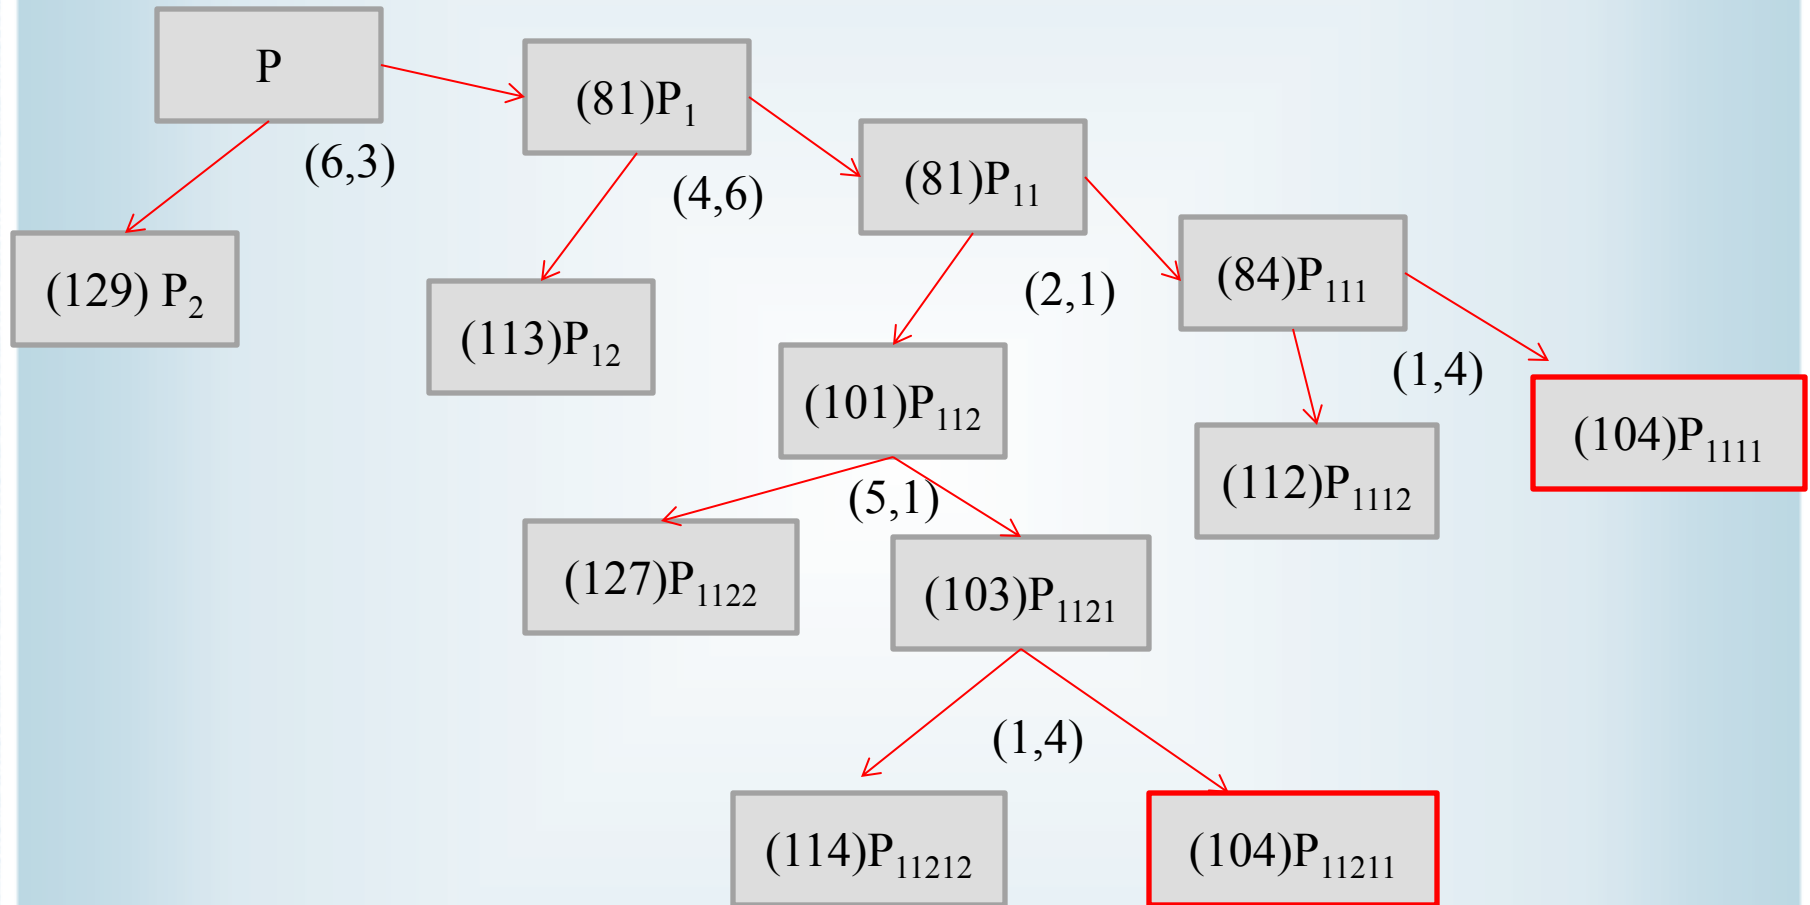 P
(81)P₁
(6,3)
(4,6)
(81)P₁₁
(129) P₂
(113)P₁₂
(2,1)
(84)P₁₁₁
(101)P₁₁₂
(1,4)
(104)P₁₁₁₁
(112)P₁₁₁₂
(5,1)
(127)P₁₁₂₂
(103)P₁₁₂₁
(1,4)
(114)P₁₁₂₁₂
(104)P₁₁₂₁₁